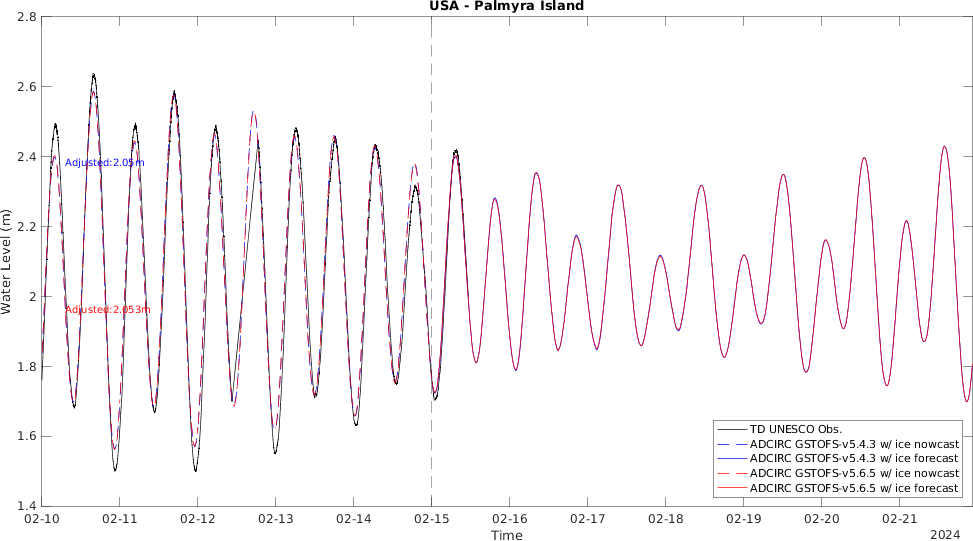 USA - Palmyra Island
2.8
2.6
2.4
2.2
2
1.8
1.6
1.4
Water Level (m)
Adjusted:2.05m
Adjusted:2.053m
TD UNESCO Obs.
ADCIRC GSTOFS-v5.4.3 w/ ice nowcast
ADCIRC GSTOFS-v5.4.3 w/ ice forecast
ADCIRC GSTOFS-v5.6.5 w/ ice nowcast
ADCIRC GSTOFS-v5.6.5 w/ ice forecast
02-10 02-11 02-12 02-13 02-14 02-15 02-16 02-17 02-18 02-19 02-20 02-21
Time
2024